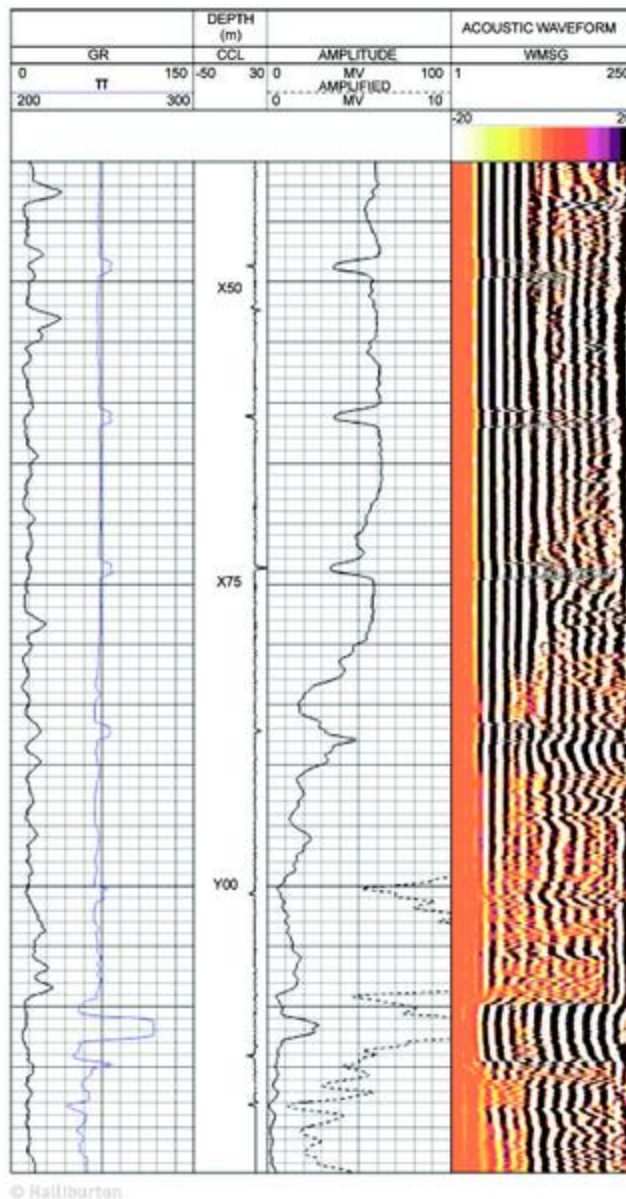 DEPTH
(m)
ACOUSTIC WAVEFORM
GR
CCL
AMPLITUDE
WMSG
0 150
-50 30
0 MV 100
1 250
TT
AMPLIFIED
200 300
0 MV 10
-20
X50
X75
Y00
© Halliburton